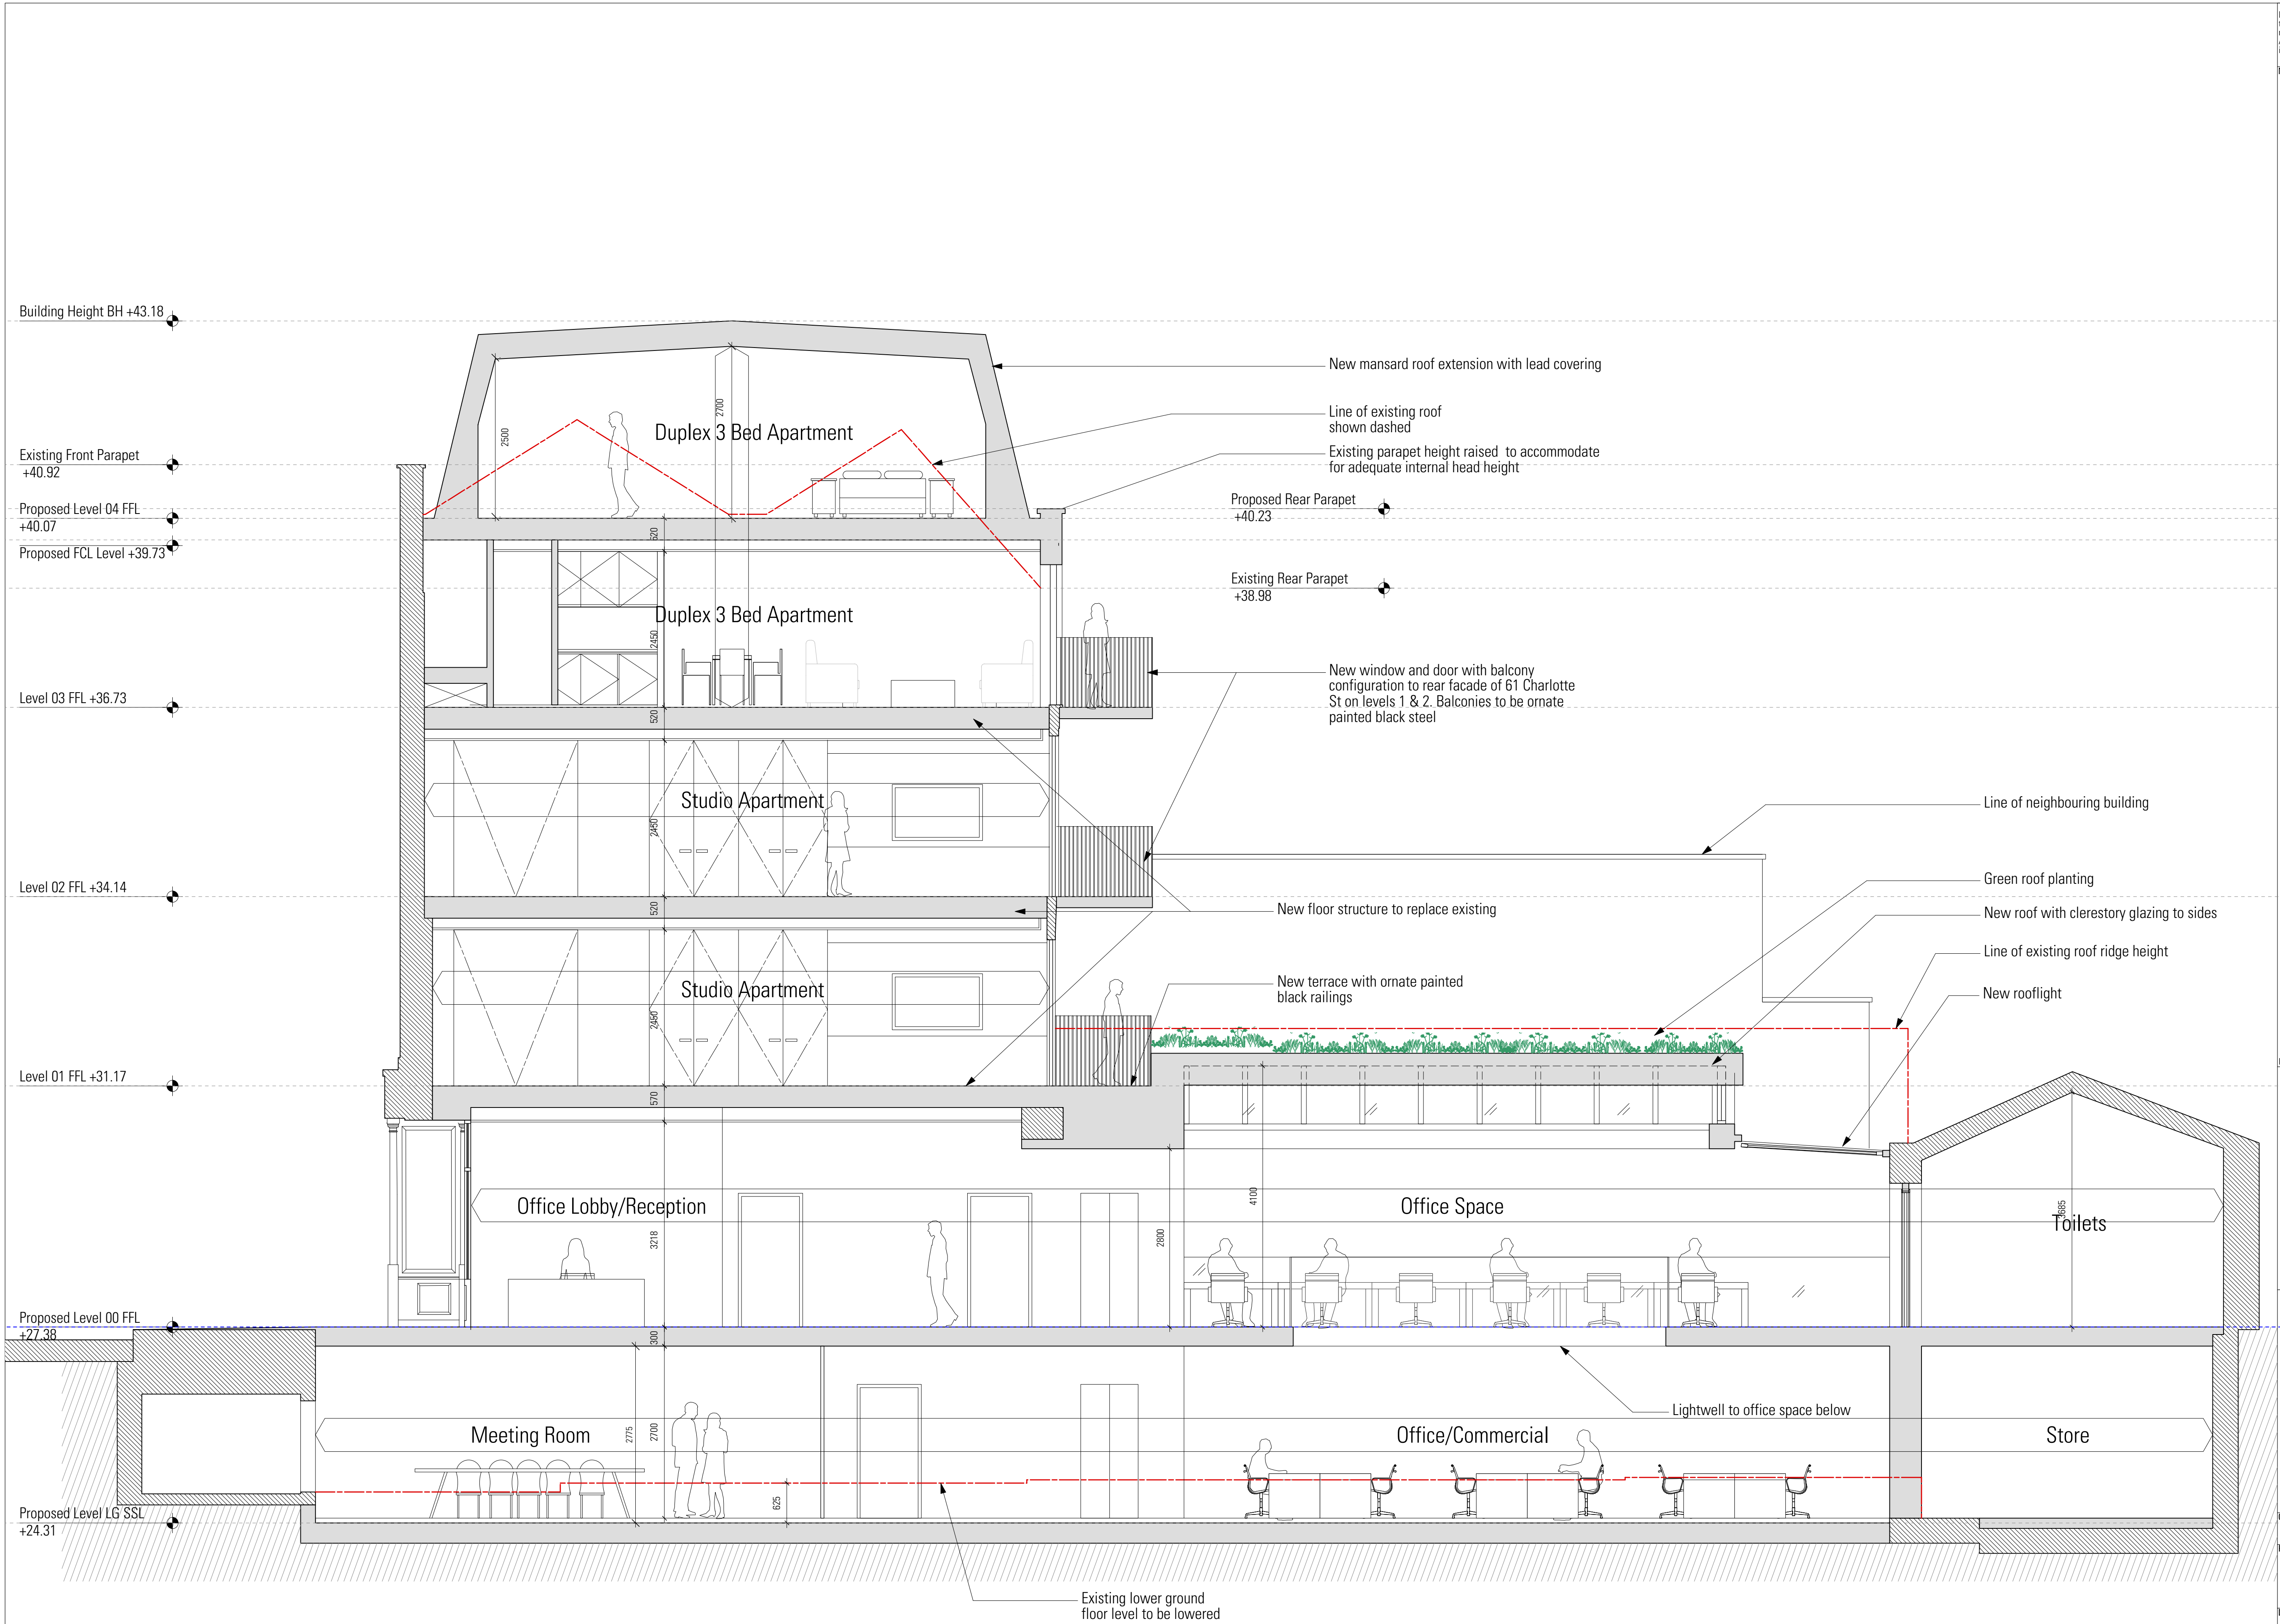 Building Height BH +43.18
Existing Front Parapet
+40.92
Proposed Level 04 FFL
+40.07
Proposed FCL Level +39.73
Level 03 FFL +36.73
Level 02 FFL +34.14
Level 01 FFL +31.17
Proposed Level 00 FFL
+27.38
Proposed Level LG SSL
+24.31
2500
2700
Duplex 3 Bed Apartment
Duplex 3 Bed Apartment
2450
520
Studio Apartment
2450
520
Studio Apartment
2450
570
Office Lobby/Reception
3218
2800
4100
Office Space
3685
Toilets
300
Meeting Room
2775
2700
625
Office/Commercial
Store
New mansard roof extension with lead covering
Line of existing roof
shown dashed
Existing parapet height raised to accommodate
for adequate internal head height
Proposed Rear Parapet
+40.23
Existing Rear Parapet
+38.98
New window and door with balcony
configuration to rear facade of 61 Charlotte
St on levels 1 & 2. Balconies to be ornate
painted black steel
New floor structure to replace existing
New terrace with ornate painted
black railings
Line of neighbouring building
Green roof planting
New roof with clerestory glazing to sides
Line of existing roof ridge height
New rooflight
Lightwell to office space below
Existing lower ground
floor level to be lowered